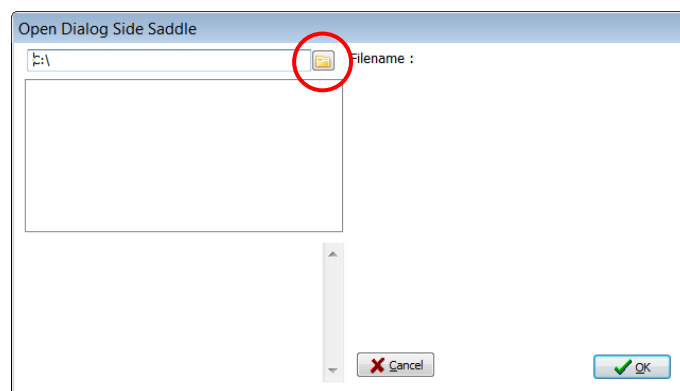 Open Dialog Side Saddle
C:\
Filename :
Cancel
OK